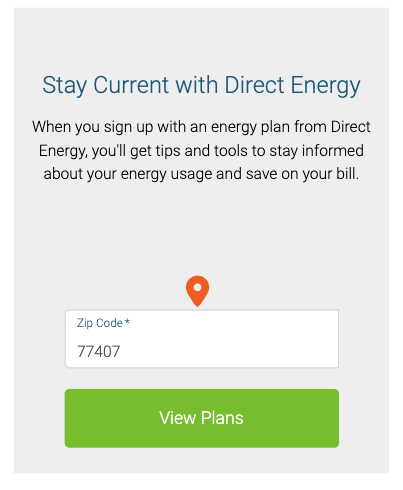 Stay Current with Direct Energy
When you sign up with an energy plan from Direct
Energy, you'll get tips and tools to stay informed
about your energy usage and save on your bill.
Zip Code*
77407
View Plans